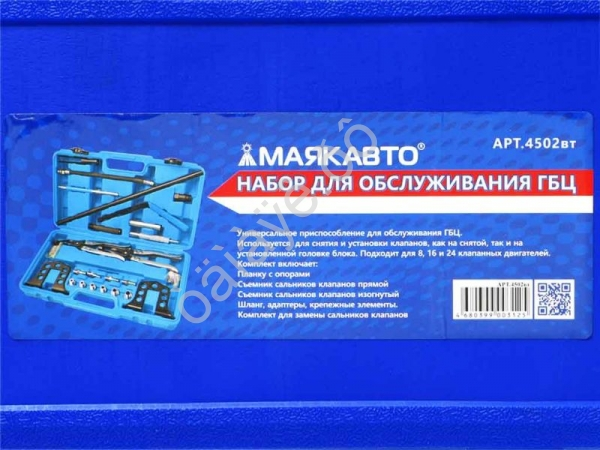 МАЯКАВТО®
АРТ.4502вт
НАБОР ДЛЯ ОБСЛУЖИВАНИЯ ГБЦ
Универсальное приспособление для обслуживания ГБЦ.
Используется для снятия и установки клапанов, как на снятой, так и на
установленной головке блока. Подходит для 8, 16 и 24 клапанных двигателей.
Комплект включает:
Планку с опорами
Съемник сальников клапанов прямой
Съемник сальников клапанов изогнутый
Шланг, адаптеры, крепежные элементы.
Комплект для замены сальников клапанов
АРТ.4502вт